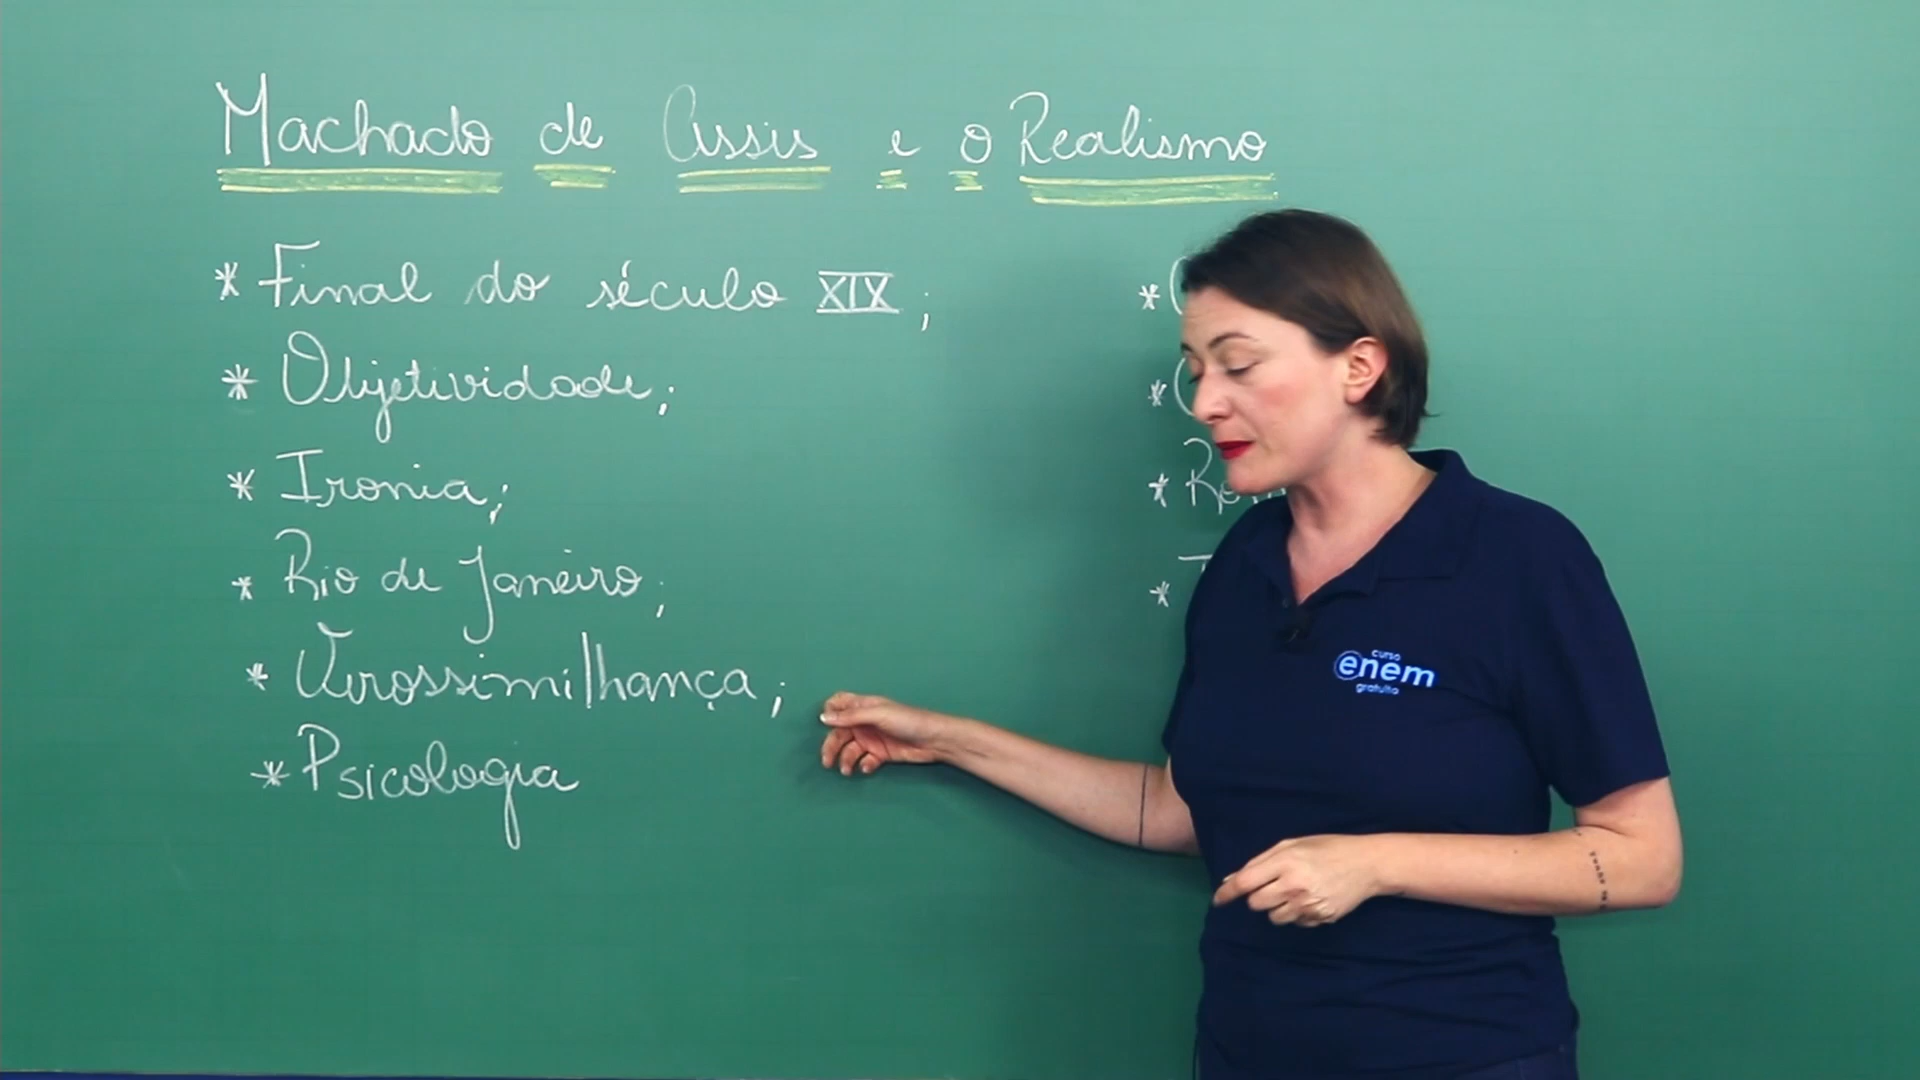 Machado de Assis e o Realismo
* Final do século XIX;
* Objetividade;
* Ironia;
* Rio de Janeiro;
* Verossimilhança;
* Psicologia
curso
enem
gratuito